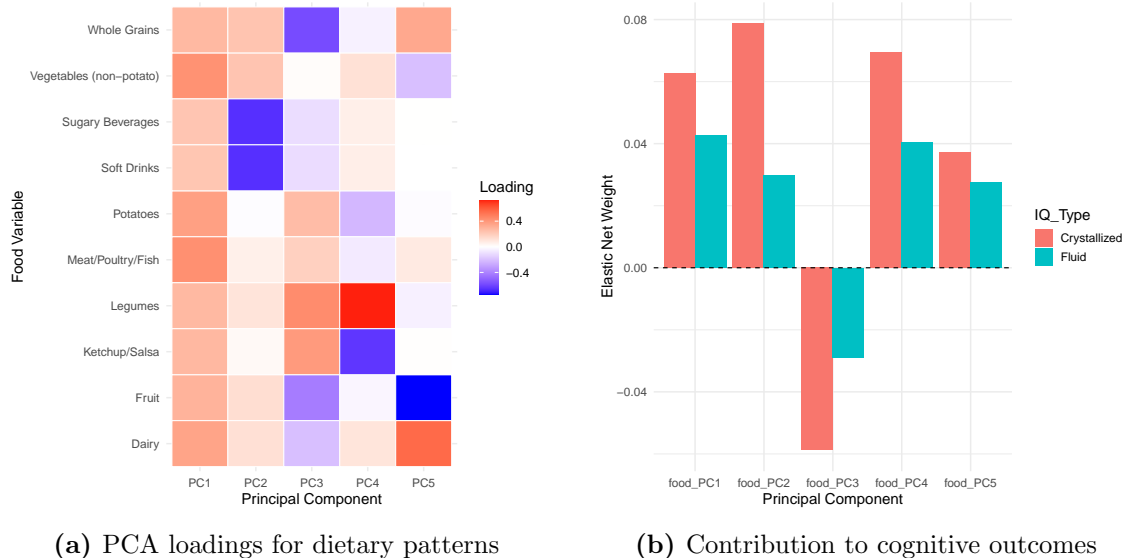 Whole Grains
Vegetables (non−potato)
Sugary Beverages
Soft Drinks
Potatoes
Meat/Poultry/Fish
Legumes
Ketchup/Salsa
Fruit
Dairy
Food Variable
PC1 PC2 PC3 PC4 PC5
Principal Component
Loading
0.4
0.0
−0.4
(a) PCA loadings for dietary patterns
0.08
0.04
0.00
−0.04
Elastic Net Weight
food_PC1 food_PC2 food_PC3 food_PC4 food_PC5
Principal Component
IQ_Type
Crystallized
Fluid
(b) Contribution to cognitive outcomes